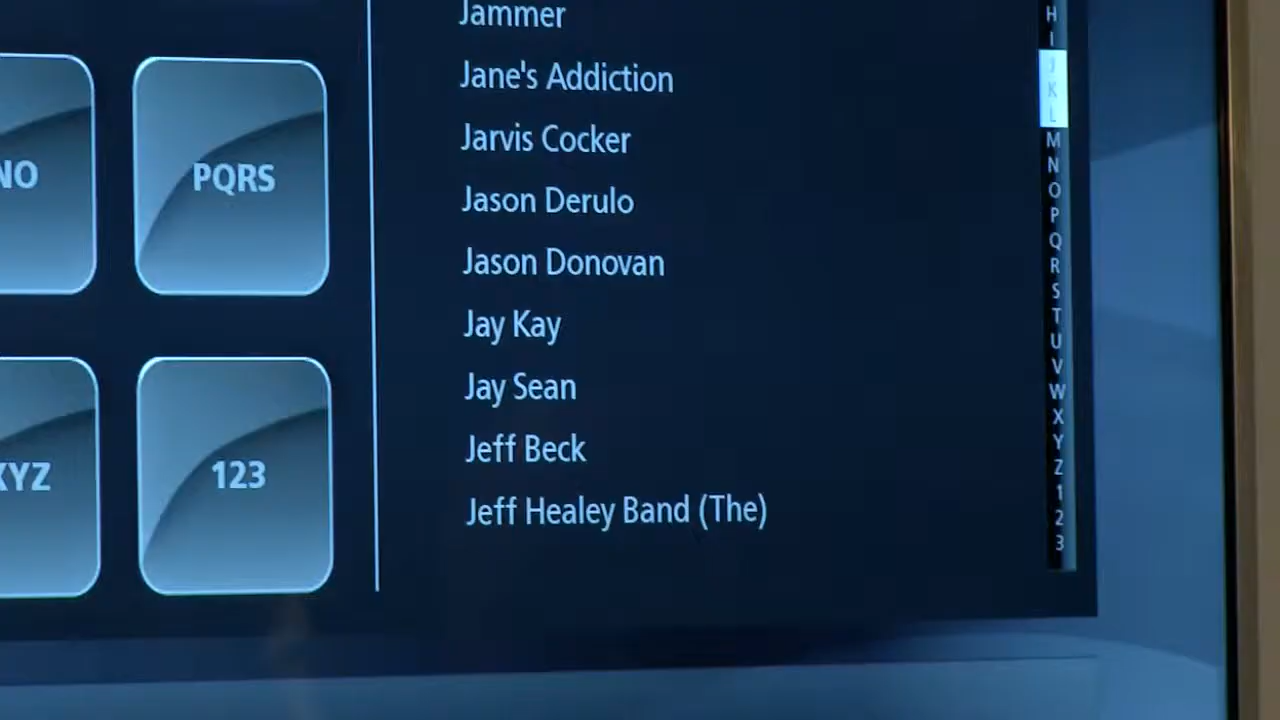 NO
PQRS
XYZ
123
Jammer
Jane's Addiction
Jarvis Cocker
Jason Derulo
Jason Donovan
Jay Kay
Jay Sean
Jeff Beck
Jeff Healey Band (The)
H
I
J
K
L
M
N
O
P
Q
R
S
T
U
V
W
X
Y
Z
1
2
3